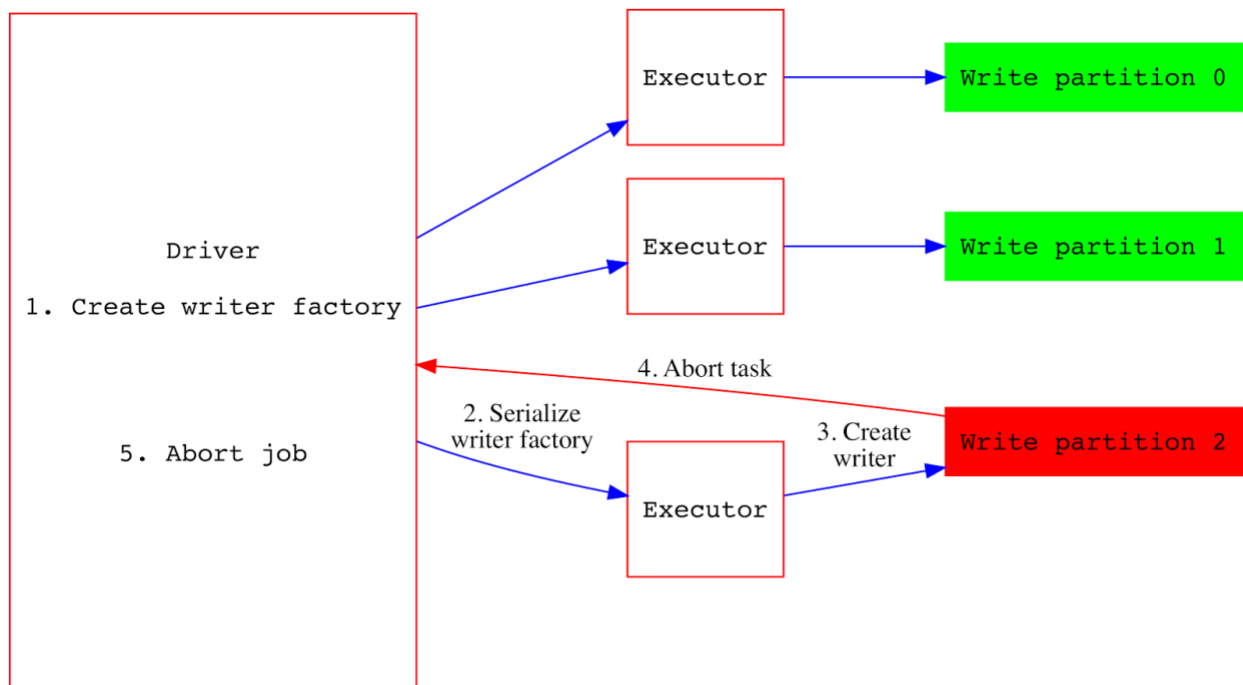 Executor
Write partition 0
Executor
Write partition 1
Driver
1. Create writer factory
4. Abort task
2. Serialize
writer factory
3. Create
writer
Write partition 2
5. Abort job
Executor